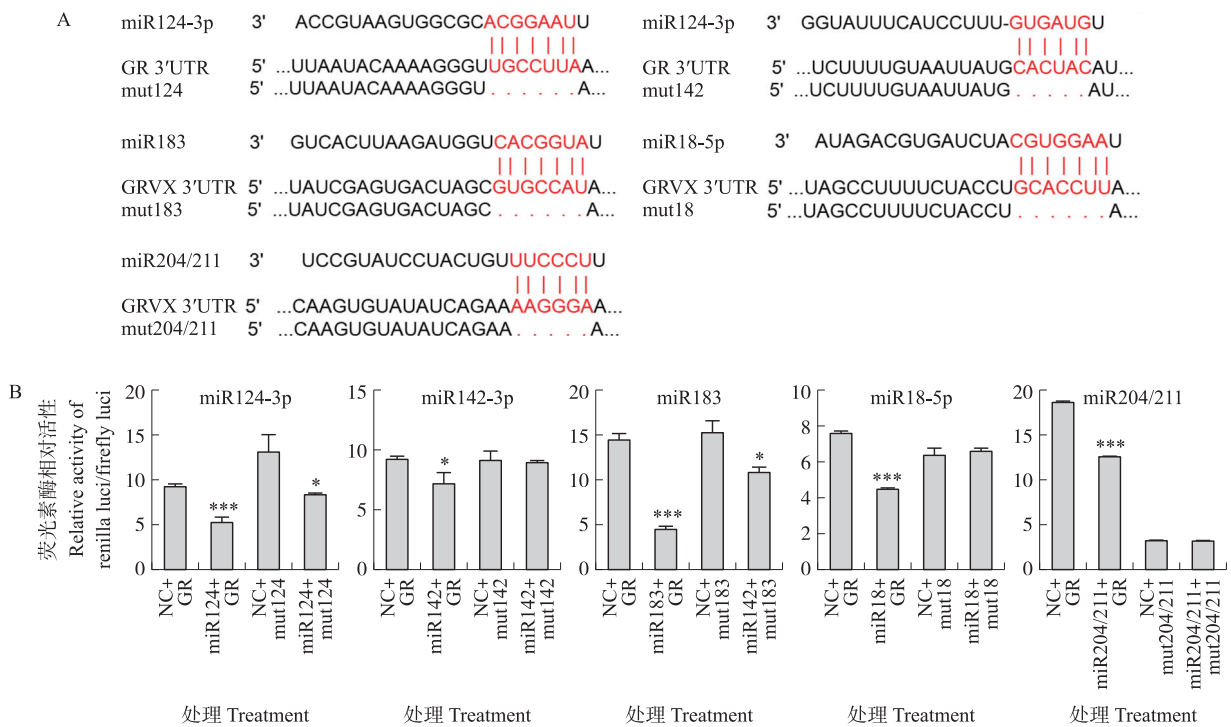 A
miR124-3p 3' ACCGUAAGUGGCGCACGGAAUU
GR 3'UTR 5' ...UUAAUACAAAAGGGUUGCCUUAA...
mut124 5' ...UUAAUACAAAAGGGU......A...
miR124-3p 3' GGUAUUUCAUCCUUU-GUGAUGU
GR 3'UTR 5' ...UCUUUUGUAAUUAUGCACUACAU...
mut142 5' ...UCUUUUGUAAUUAUG.....AU...
miR183 3' GUCACUUAAGAUGGUCACGGUAU
GRVX 3'UTR 5' ...UAUCGAGUGACUAGCGUGCCAUA...
mut183 5' ...UAUCGAGUGACUAGC......A...
miR18-5p 3' AUAGACGUGAUCUACGUGGAAU
GRVX 3'UTR 5' ...UAGCCUUUUCUACCUGCACCUUA...
mut18 5' ...UAGCCUUUUCUACCU......A...
miR204/211 3' UCCGUAUCCUACUGUUUCCCUU
GRVX 3'UTR 5' ...CAAGUGUAUAUCAGAAAAGGGAA...
mut204/211 5' ...CAAGUGUAUAUCAGAA.....A...
B
荧光素酶相对活性
Relative activity of
renilla luci/firefly luci
miR124-3p
20
15
10
5
0
***
*
NC+
GR
miR124+
GR
NC+
mut124
miR124+
mut124
处理 Treatment
miR142-3p
15
12
9
6
3
0
*
NC+
GR
miR142+
GR
NC+
mut142
miR142+
mut142
处理 Treatment
miR183
20
15
10
5
0
***
*
NC+
GR
miR183+
GR
NC+
mut183
miR142+
mut183
处理 Treatment
miR18-5p
10
8
6
4
2
0
***
NC+
GR
miR18+
GR
NC+
mut18
miR18+
mut18
处理 Treatment
miR204/211
20
15
10
5
0
***
NC+
GR
miR204/211+
GR
NC+
mut204/211
miR204/211+
mut204/211
处理 Treatment